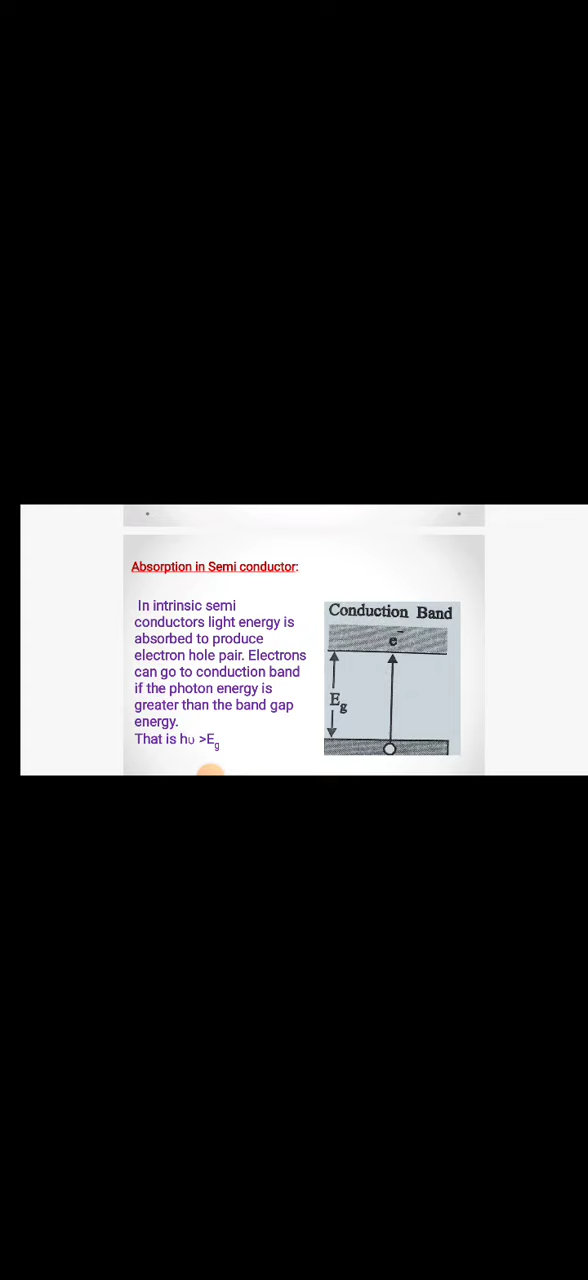 Absorption in Semi conductor:
In intrinsic semi
conductors light energy is
absorbed to produce
electron hole pair. Electrons
can go to conduction band
if the photon energy is
greater than the band gap
energy.
That is hυ >Eg
Conduction Band
e⁻
Eg